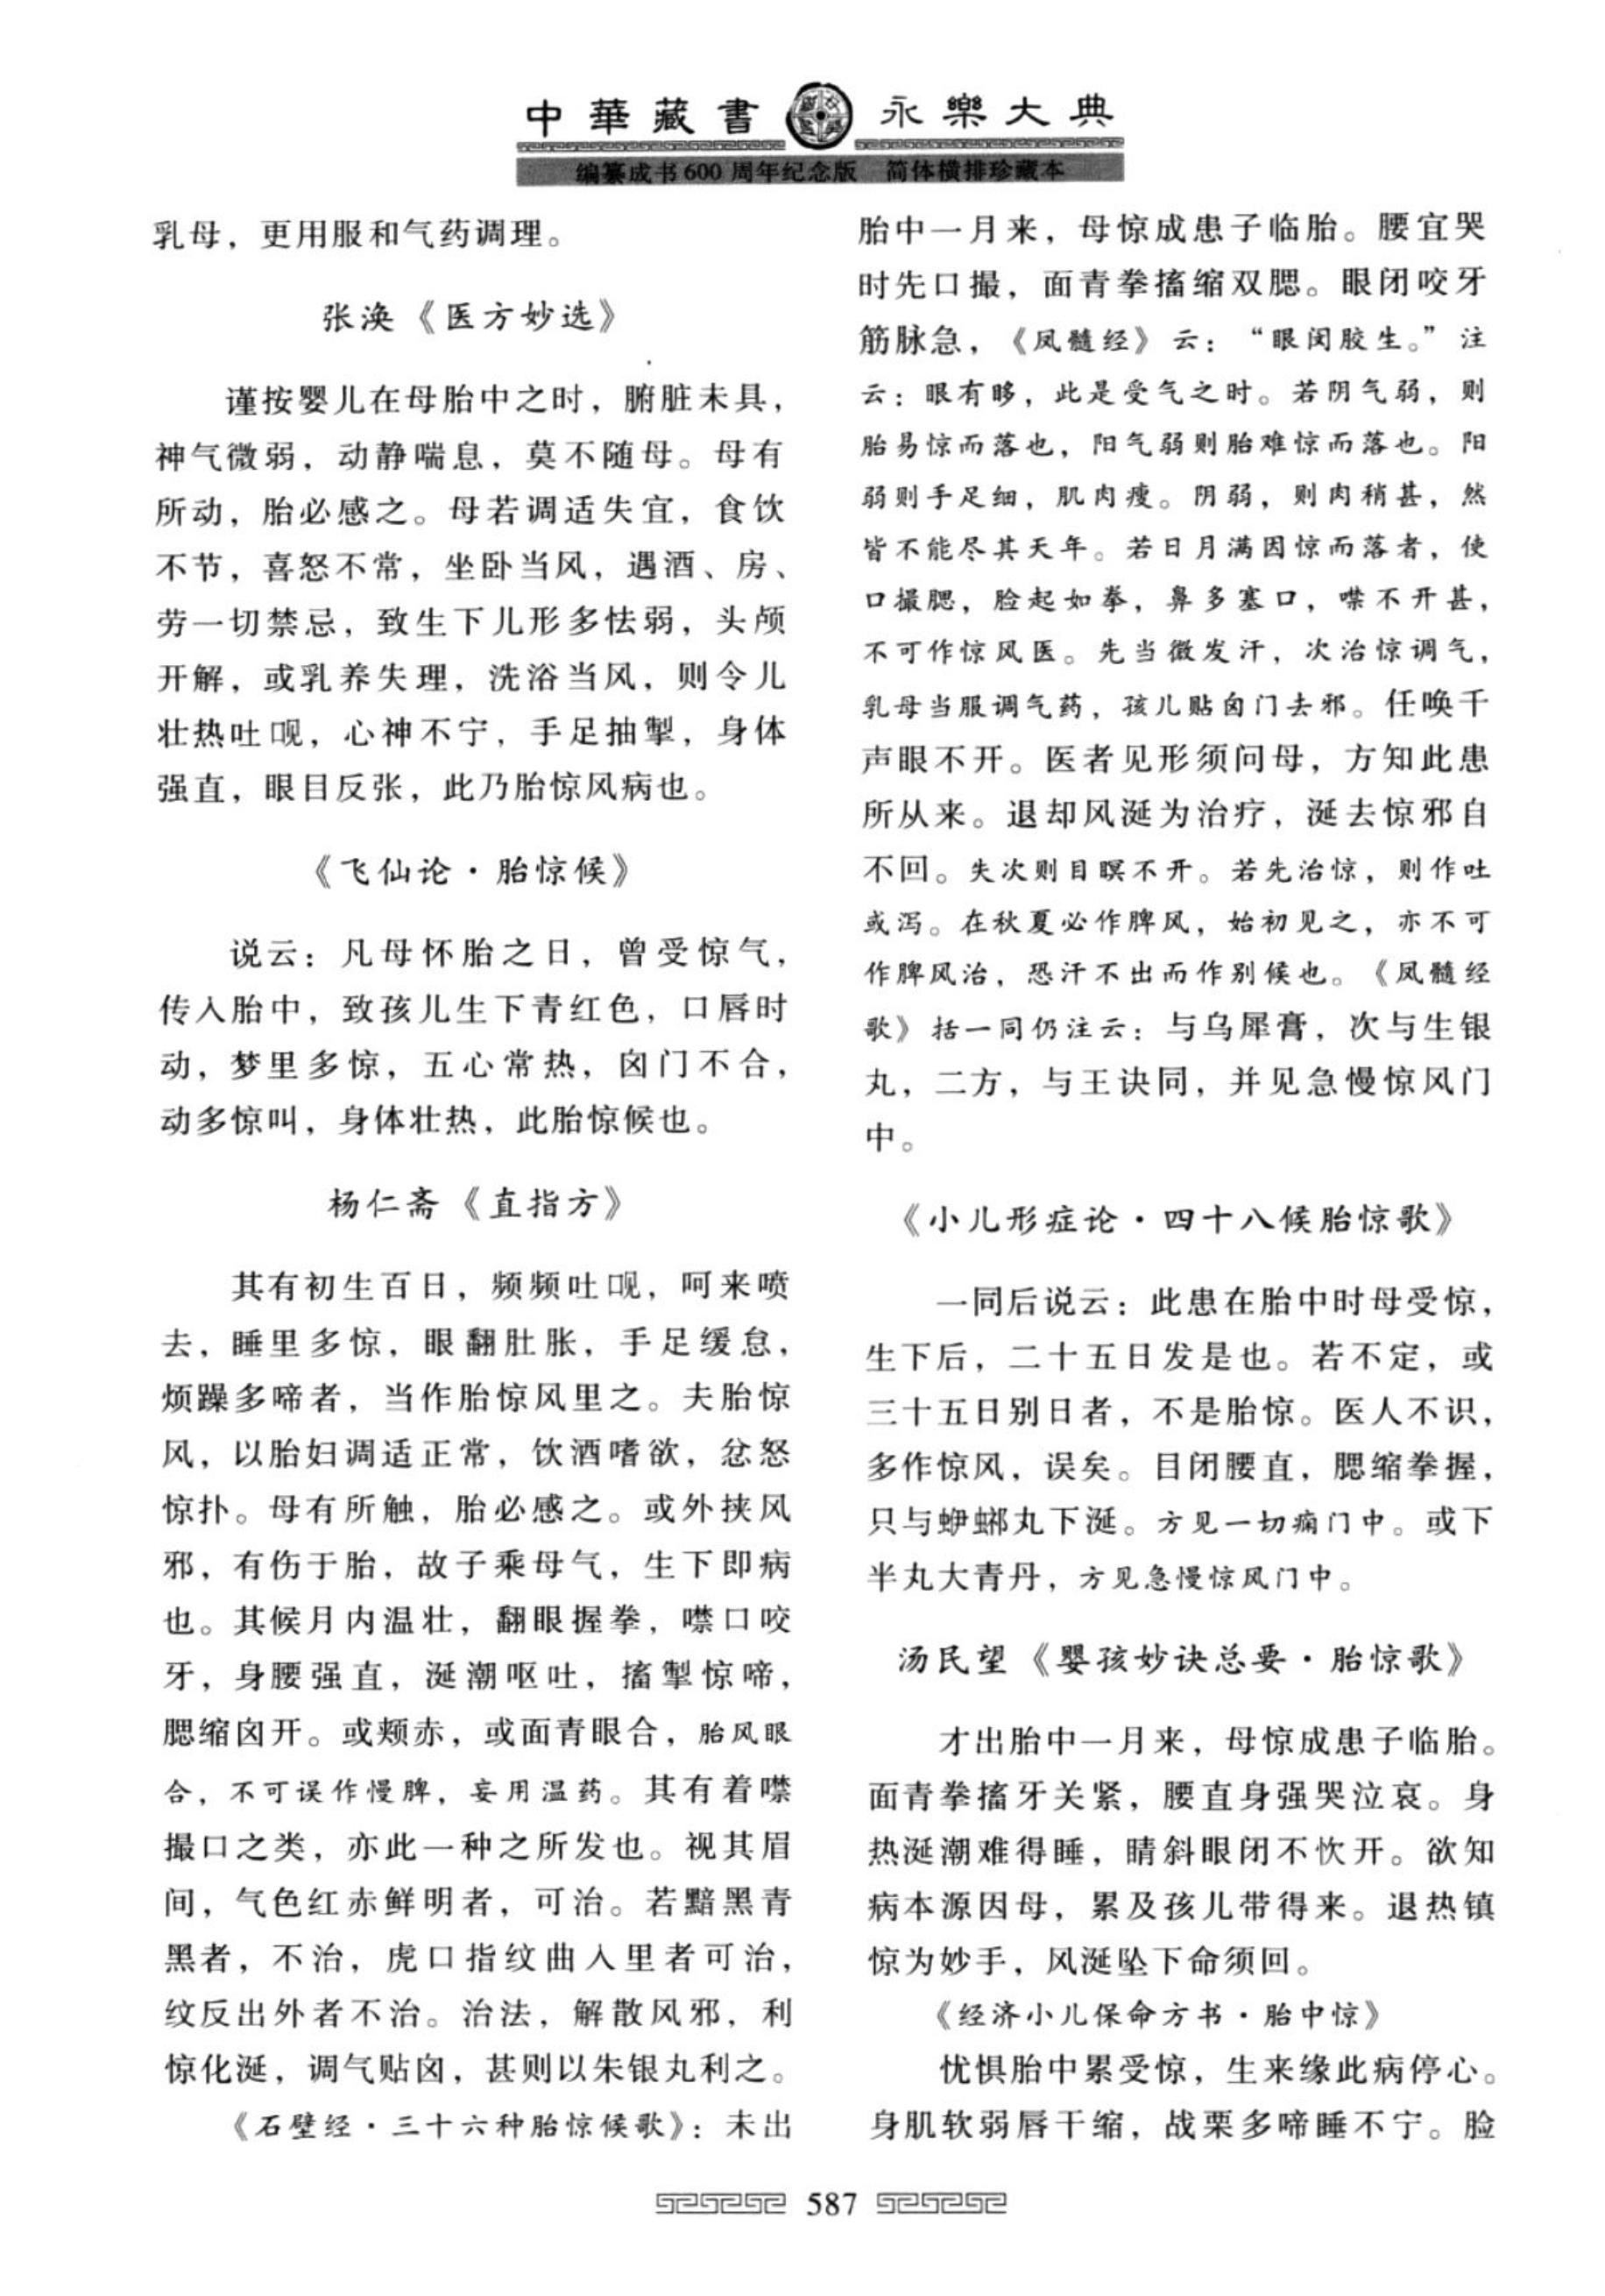 中華藏書 永樂大典
编纂成书600周年纪念版 简体横排珍藏本
乳母，更用服和气药调理。
张涣《医方妙选》
谨按婴儿在母胎中之时，腑脏未具，
神气微弱，动静喘息，莫不随母。母有
所动，胎必感之。母若调适失宜，食饮
不节，喜怒不常，坐卧当风，遇酒、房、
劳一切禁忌，致生下儿形多怯弱，头颅
开解，或乳养失理，洗浴当风，则令儿
壮热吐哯，心神不宁，手足抽掣，身体
强直，眼目反张，此乃胎惊风病也。
《飞仙论·胎惊候》
说云：凡母怀胎之日，曾受惊气，
传入胎中，致孩儿生下青红色，口唇时
动，梦里多惊，五心常热，囟门不合，
动多惊叫，身体壮热，此胎惊候也。
杨仁斋《直指方》
其有初生百日，频频吐哯，呵来喷
去，睡里多惊，眼翻肚胀，手足缓怠，
烦躁多啼者，当作胎惊风里之。夫胎惊
风，以胎妇调适正常，饮酒嗜欲，忿怒
惊扑。母有所触，胎必感之。或外挟风
邪，有伤于胎，故子乘母气，生下即病
也。其候月内温壮，翻眼握拳，噤口咬
牙，身腰强直，涎潮呕吐，搐掣惊啼，
腮缩囟开。或颊赤，或面青眼合，胎风眼
合，不可误作慢脾，妄用温药。其有着噤
撮口之类，亦此一种之所发也。视其眉
间，气色红赤鲜明者，可治。若黯黑青
黑者，不治，虎口指纹曲入里者可治，
纹反出外者不治。治法，解散风邪，利
惊化涎，调气贴囟，甚则以朱银丸利之。
《石壁经·三十六种胎惊候歌》：未出
胎中一月来，母惊成患子临胎。腰宜哭
时先口撮，面青拳搐缩双腮。眼闭咬牙
筋脉急，《凤髓经》云：“眼闵胶生。”注
云：眼有眵，此是受气之时。若阴气弱，则
胎易惊而落也，阳气弱则胎难惊而落也。阳
弱则手足细，肌肉瘦。阴弱，则肉稍甚，然
皆不能尽其天年。若日月满因惊而落者，使
口撮腮，脸起如拳，鼻多塞口，噤不开甚，
不可作惊风医。先当微发汗，次治惊调气，
乳母当服调气药，孩儿贴囟门去邪。任唤千
声眼不开。医者见形须问母，方知此患
所从来。退却风涎为治疗，涎去惊邪自
不回。失次则目瞑不开。若先治惊，则作吐
或泻。在秋夏必作脾风，始初见之，亦不可
作脾风治，恐汗不出而作别候也。《凤髓经
歌》括一同仍注云：与乌犀膏，次与生银
丸，二方，与王诀同，并见急慢惊风门
中。
《小儿形症论·四十八候胎惊歌》
一同后说云：此患在胎中时母受惊，
生下后，二十五日发是也。若不定，或
三十五日别日者，不是胎惊。医人不识，
多作惊风，误矣。目闭腰直，腮缩拳握，
只与蛜螂丸下涎。方见一切痫门中。或下
半丸大青丹，方见急慢惊风门中。
汤民望《婴孩妙诀总要·胎惊歌》
才出胎中一月来，母惊成患子临胎。
面青拳搐牙关紧，腰直身强哭泣哀。身
热涎潮难得睡，睛斜眼闭不忺开。欲知
病本源因母，累及孩儿带得来。退热镇
惊为妙手，风涎坠下命须回。
《经济小儿保命方书·胎中惊》
忧惧胎中累受惊，生来缘此病停心。
身肌软弱唇干缩，战栗多啼睡不宁。脸
587